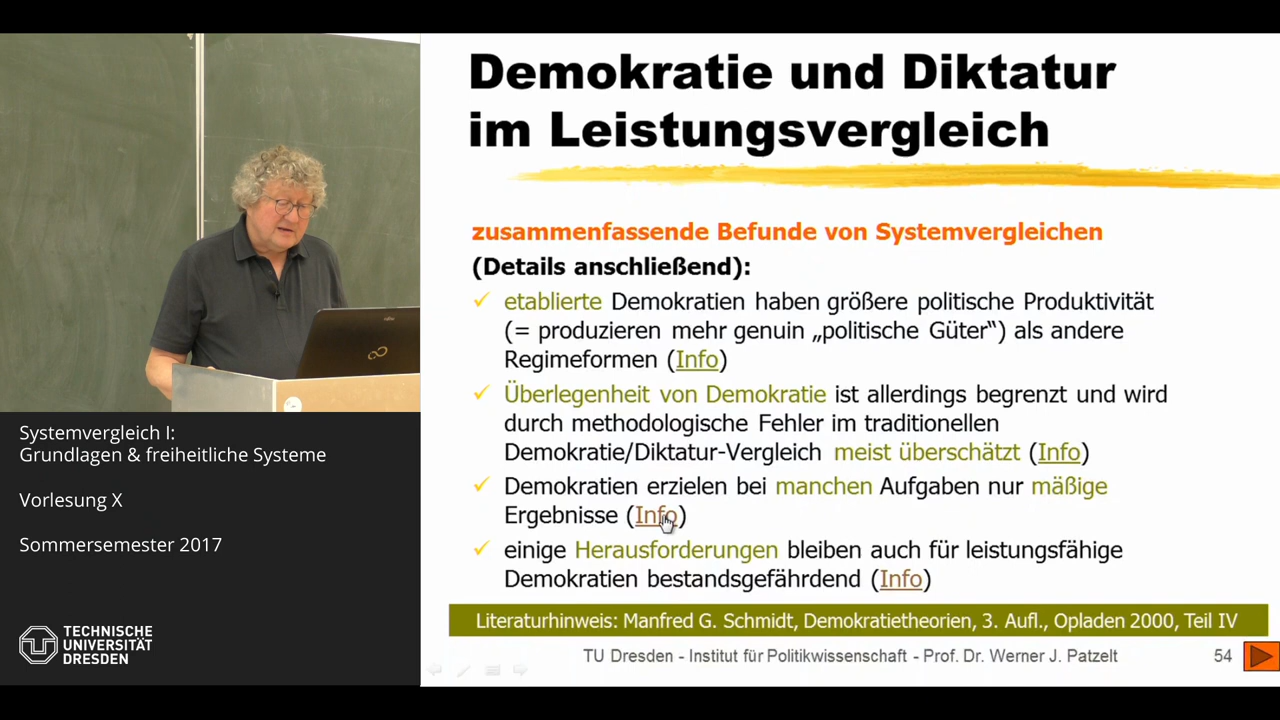 Demokratie und Diktatur
im Leistungsvergleich
zusammenfassende Befunde von Systemvergleichen
(Details anschließend):
etablierte Demokratien haben größere politische Produktivität
(= produzieren mehr genuin „politische Güter“) als andere
Regimeformen (Info)
Überlegenheit von Demokratie ist allerdings begrenzt und wird
durch methodologische Fehler im traditionellen
Demokratie/Diktatur-Vergleich meist überschätzt (Info)
Demokratien erzielen bei manchen Aufgaben nur mäßige
Ergebnisse (Info)
einige Herausforderungen bleiben auch für leistungsfähige
Demokratien bestandsgefährdend (Info)
Literaturhinweis: Manfred G. Schmidt, Demokratietheorien, 3. Aufl., Opladen 2000, Teil IV
TU Dresden - Institut für Politikwissenschaft - Prof. Dr. Werner J. Patzelt 54
Systemvergleich I:
Grundlagen & freiheitliche Systeme
Vorlesung X
Sommersemester 2017
TECHNISCHE
UNIVERSITÄT
DRESDEN